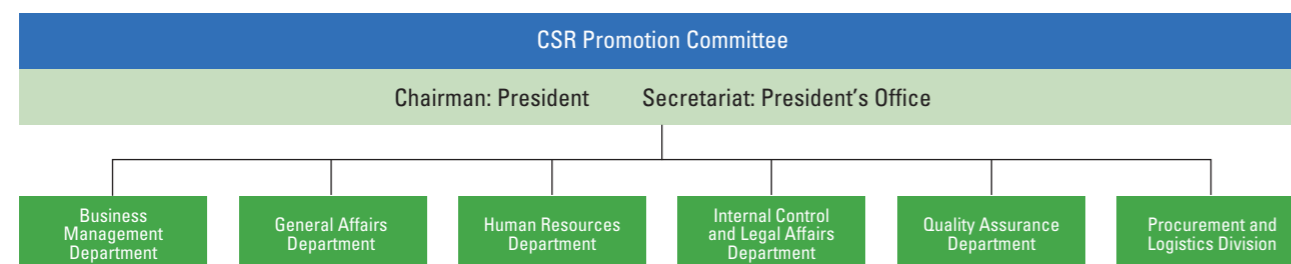 CSR Promotion Committee
Chairman: President Secretariat: President's Office
Business
Management
Department
General Affairs
Department
Human Resources
Department
Internal Control
and Legal Affairs
Department
Quality Assurance
Department
Procurement and
Logistics Division